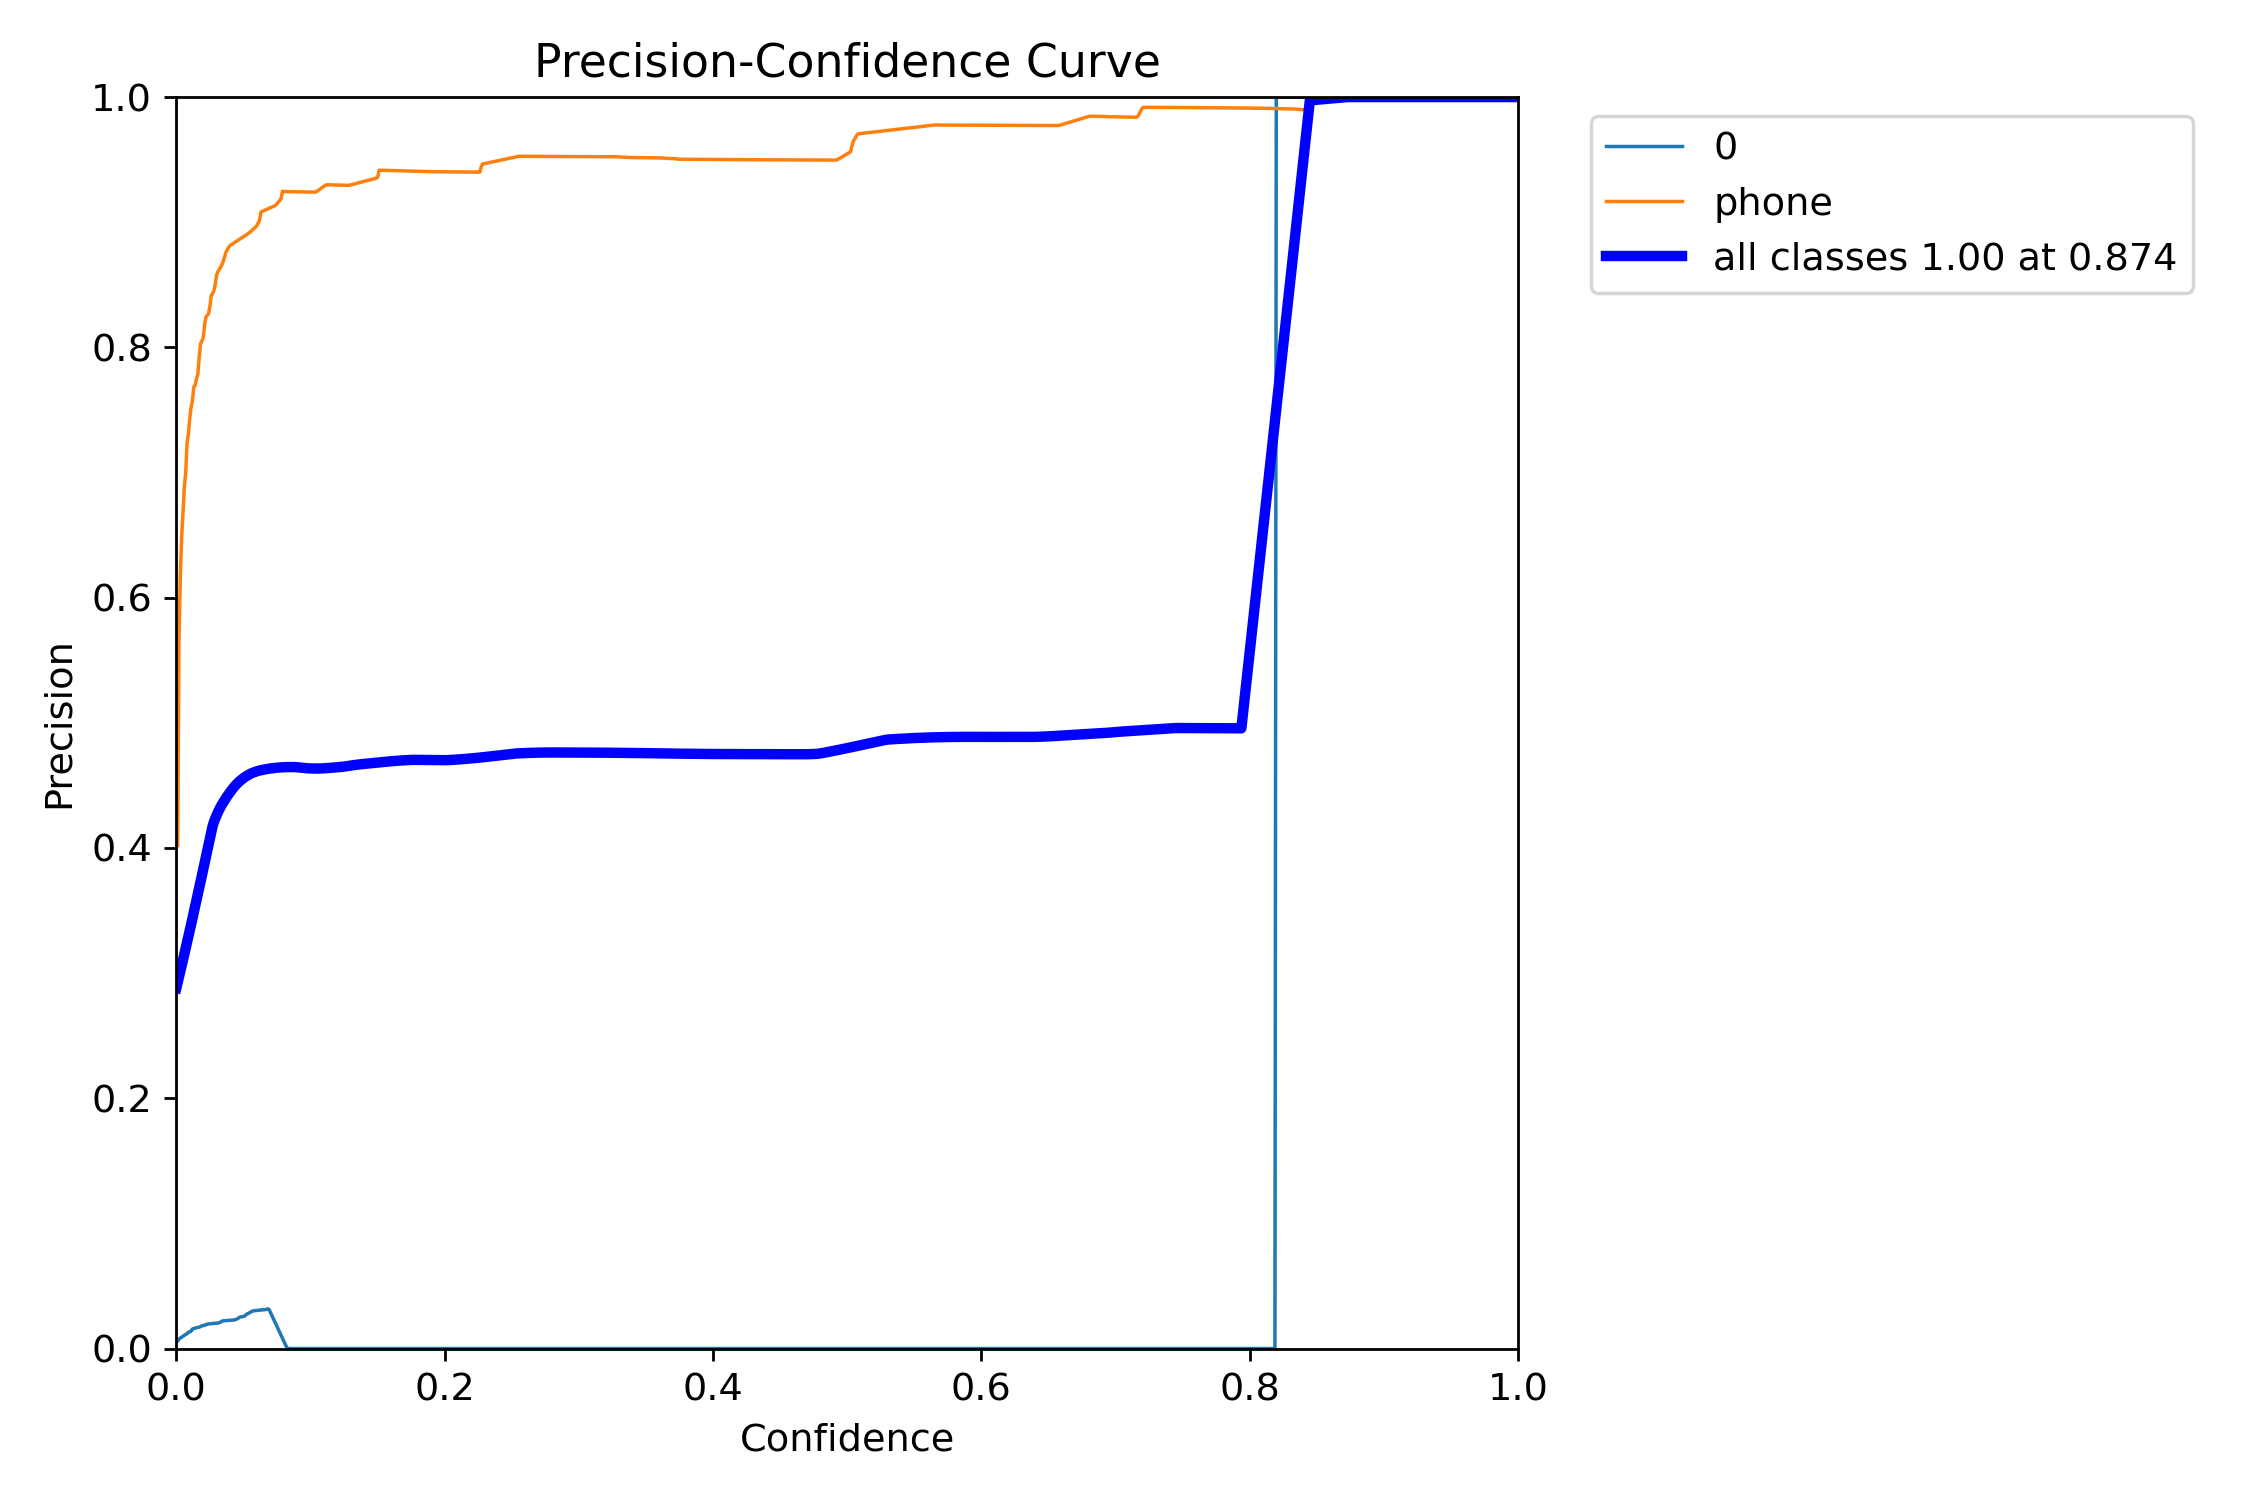 Precision-Confidence Curve
1.0
0.8
0.6
0.4
0.2
0.0
Precision
0.0 0.2 0.4 0.6 0.8 1.0
Confidence
0
phone
all classes 1.00 at 0.874